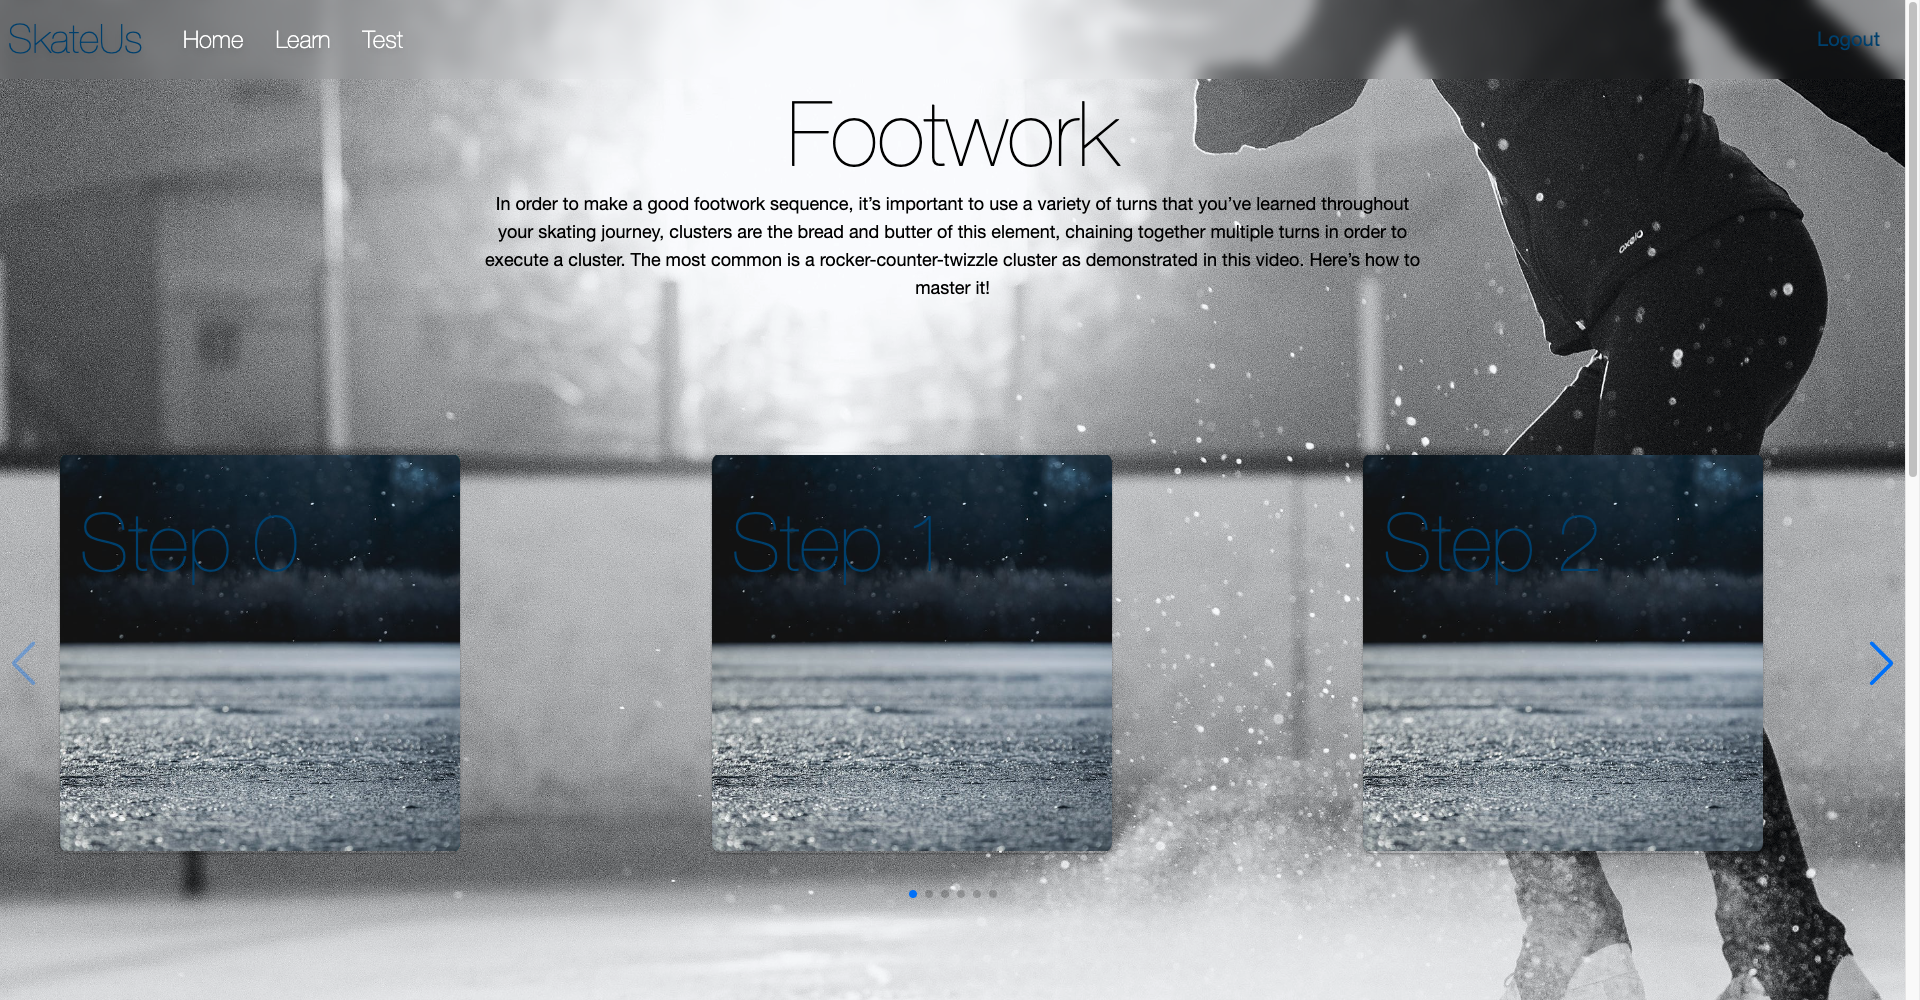 SkateUs Home Learn Test Logout
Footwork
In order to make a good footwork sequence, it’s important to use a variety of turns that you’ve learned throughout
your skating journey, clusters are the bread and butter of this element, chaining together multiple turns in order to
execute a cluster. The most common is a rocker-counter-twizzle cluster as demonstrated in this video. Here’s how to
master it!
oxelo
Step 0
Step 1
Step 2